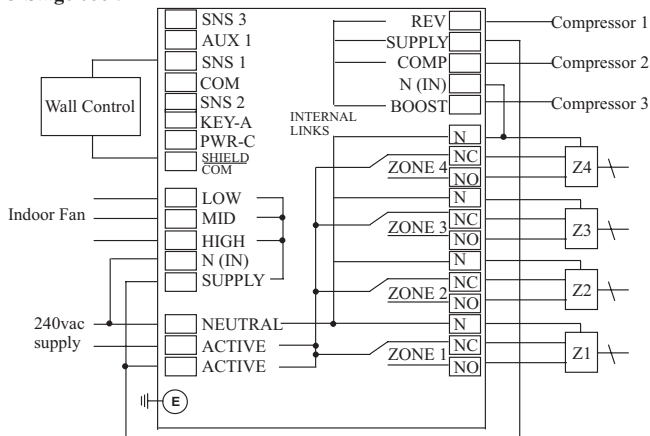 SNS 3
AUX 1
SNS 1
COM
SNS 2
KEY-A
PWR-C
SHIELD
COM
Wall Control
LOW
MID
HIGH
N (IN)
SUPPLY
Indoor Fan
NEUTRAL
ACTIVE
ACTIVE
240vac
supply
E
REV
SUPPLY
COMP
N (IN)
BOOST
Compressor 1
Compressor 2
Compressor 3
INTERNAL
LINKS
N
NC
NO
ZONE 4
Z4
N
NC
NO
ZONE 3
Z3
N
NC
NO
ZONE 2
Z2
N
NC
NO
ZONE 1
Z1